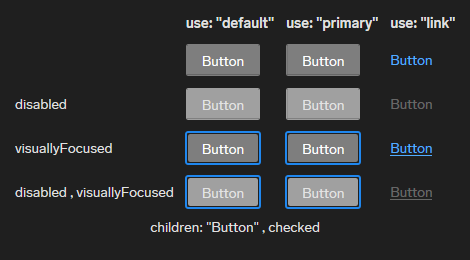 use: "default" use: "primary" use: "link"
Button Button Button
disabled Button Button Button
visuallyFocused Button Button Button
disabled , visuallyFocused Button Button Button
children: "Button" , checked